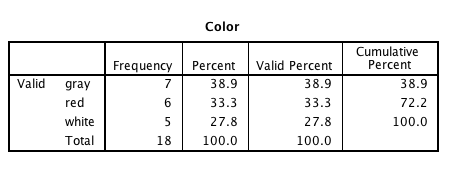 Color
Frequency Percent Valid Percent Cumulative Percent
Valid gray 7 38.9 38.9 38.9
red 6 33.3 33.3 72.2
white 5 27.8 27.8 100.0
Total 18 100.0 100.0